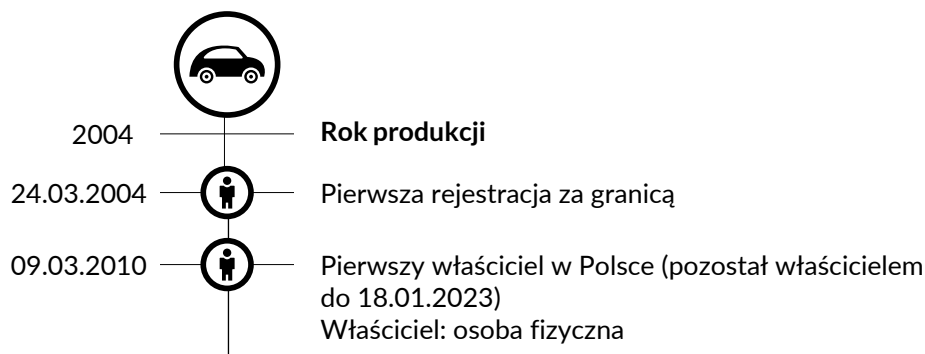 2004 Rok produkcji
24.03.2004 Pierwsza rejestracja za granicą
09.03.2010 Pierwszy właściciel w Polsce (pozostał właścicielem
do 18.01.2023)
Właściciel: osoba fizyczna